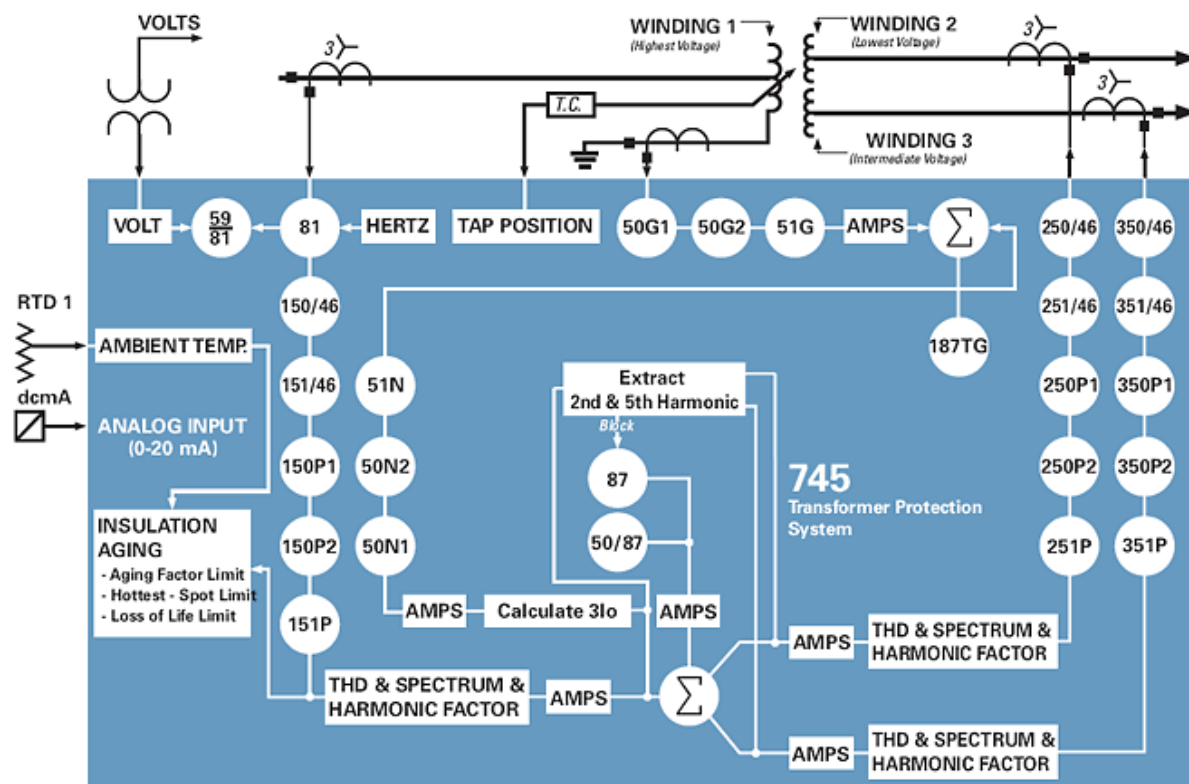 VOLTS
3
WINDING 1
(Highest Voltage)
WINDING 2
(Lowest Voltage)
3
T.C.
3
WINDING 3
(Intermediate Voltage)
VOLT
59
81
81
HERTZ
TAP POSITION
50G1
50G2
51G
AMPS
Σ
250/46
350/46
RTD 1
150/46
251/46
351/46
AMBIENT TEMP.
187TG
151/46
51N
Extract
2nd & 5th Harmonic
Block
250P1
350P1
dcmA
ANALOG INPUT
(0-20 mA)
150P1
50N2
87
745
Transformer Protection
System
250P2
350P2
INSULATION
AGING
- Aging Factor Limit
- Hottest - Spot Limit
- Loss of Life Limit
150P2
50N1
50/87
251P
351P
151P
AMPS
Calculate 3Io
AMPS
AMPS
THD & SPECTRUM &
HARMONIC FACTOR
THD & SPECTRUM &
HARMONIC FACTOR
AMPS
Σ
AMPS
THD & SPECTRUM &
HARMONIC FACTOR